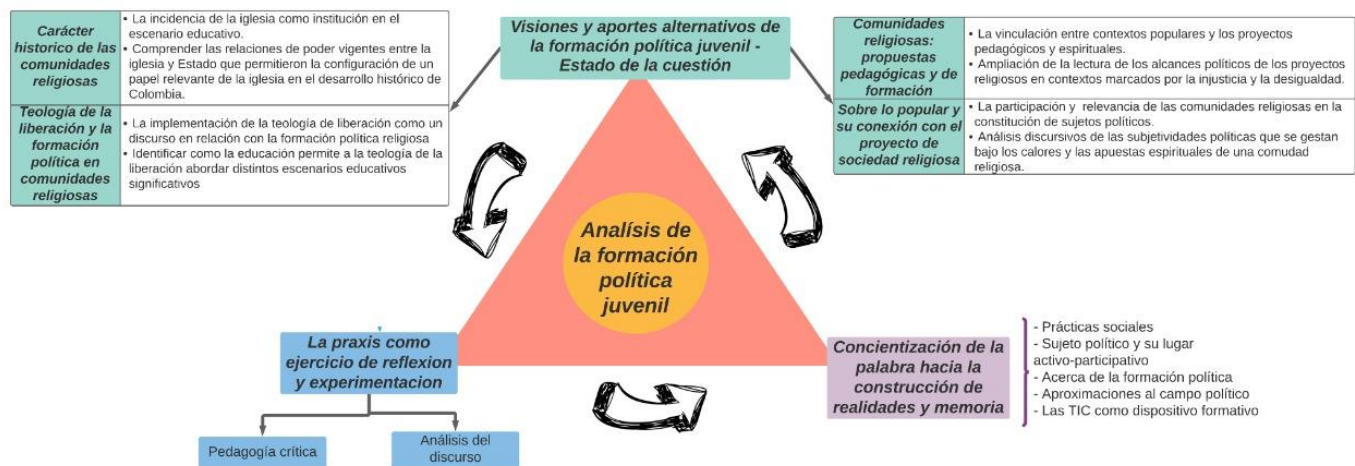 Carácter
historico de las
comunidades
religiosas
• La incidencia de la iglesia como institución en el
escenario educativo.
• Comprender las relaciones de poder vigentes entre la
iglesia y Estado que permitieron la configuración de un
papel relevante de la iglesia en el desarrollo histórico de
Colombia.
Teología de la
liberación y la
formación
política en
comunidades
religiosas
• La implementación de la teología de liberación como un
discurso en relación con la formación política religiosa
• Identificar como la educación permite a la teología de la
liberación abordar distintos escenarios educativos
significativos
Visiones y aportes alternativos de
la formación política juvenil -
Estado de la cuestión
Comunidades
religiosas:
propuestas
pedagógicas y de
formación
• La vinculación entre contextos populares y los proyectos
pedagógicos y espirituales.
• Ampliación de la lectura de los alcances políticos de los proyectos
religiosos en contextos marcados por la injusticia y la desigualdad.
Sobre lo popular y
su conexión con el
proyecto de
sociedad religiosa
• La participación y relevancia de las comunidades religiosas en la
constitución de sujetos políticos.
• Análisis discursivos de las subjetividades políticas que se gestan
bajo los calores y las apuestas espirituales de una comudad
religiosa.
Analísis de
la formación
política
juvenil
La praxis como
ejercicio de reflexion
y experimentacion
Pedagogía crítica
Análisis del
discurso
Concientización de la
palabra hacia la
construcción de
realidades y memoria
- Prácticas sociales
- Sujeto político y su lugar
activo-participativo
- Acerca de la formación política
- Aproximaciones al campo político
- Las TIC como dispositivo formativo